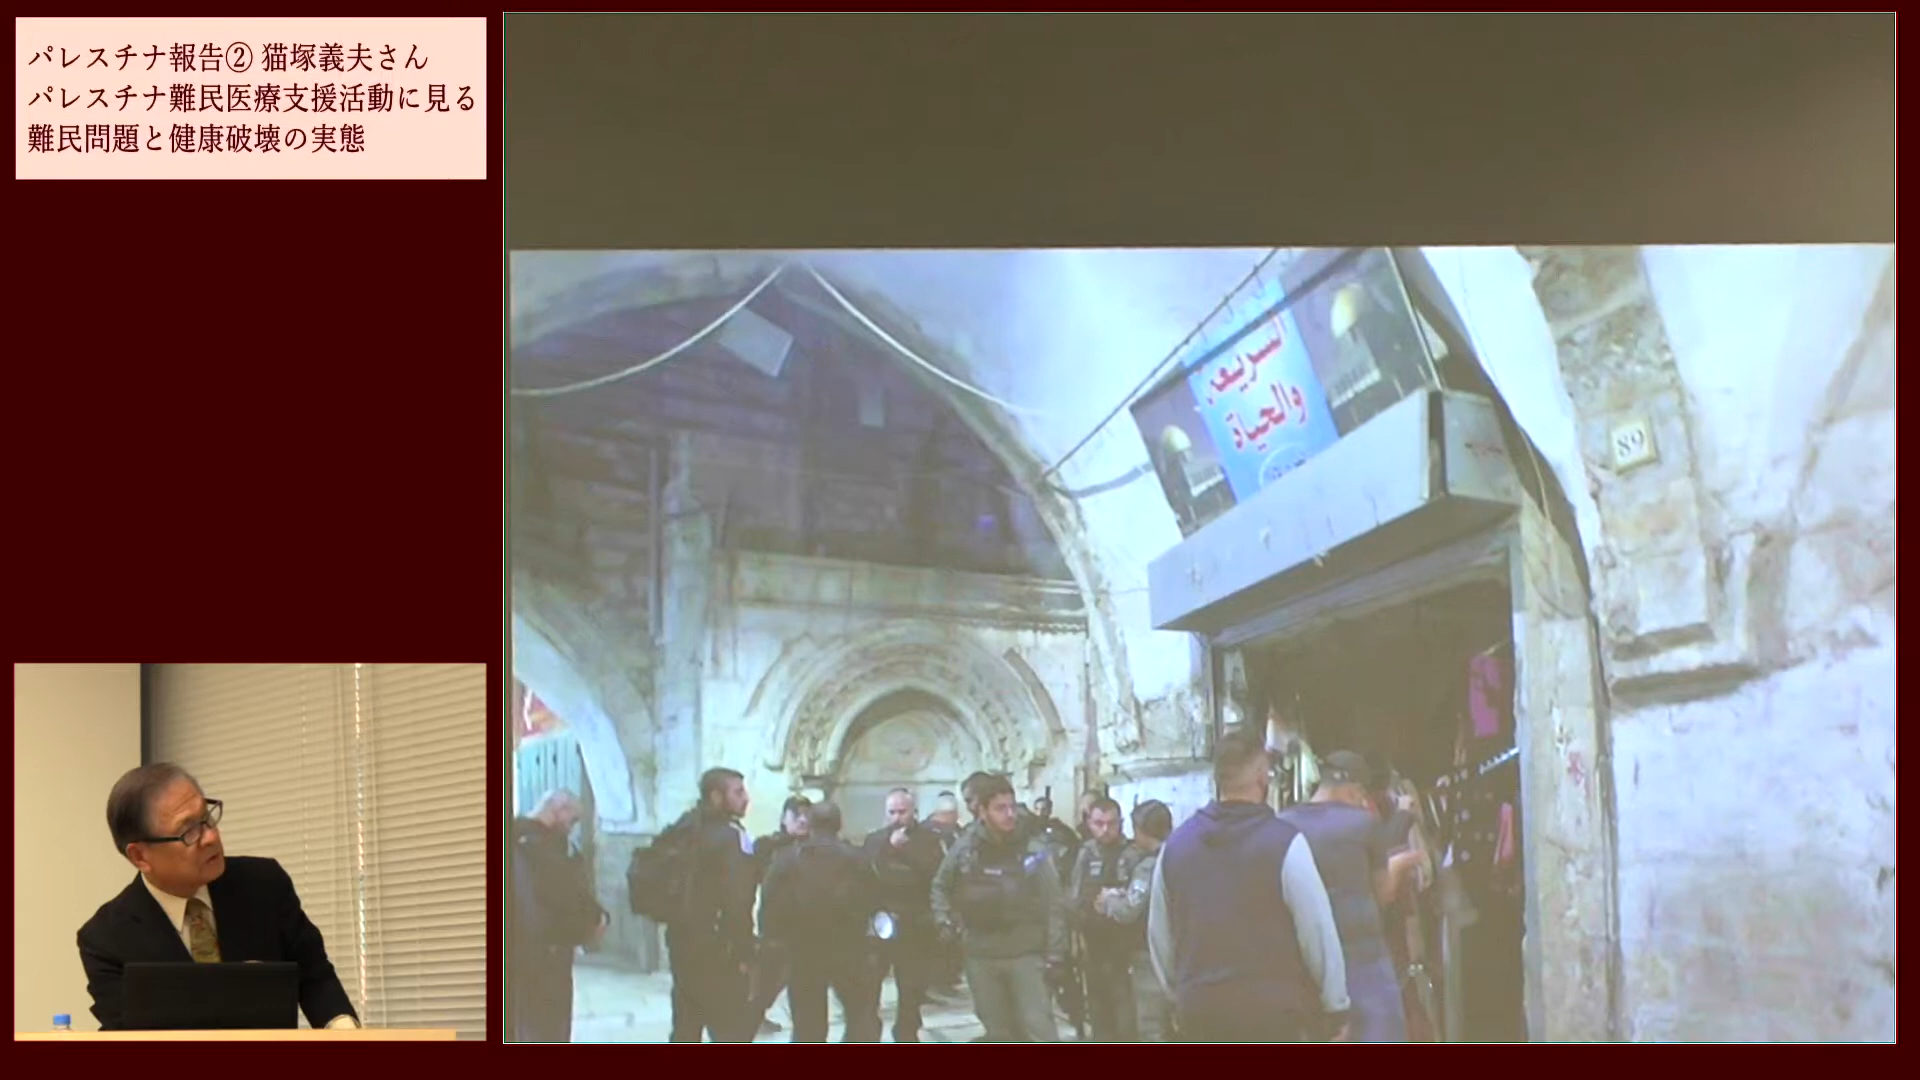 パレスチナ報告② 猫塚義夫さん
パレスチナ難民医療支援活動に見る
難民問題と健康破壊の実態
الشريعة
والحياة
89